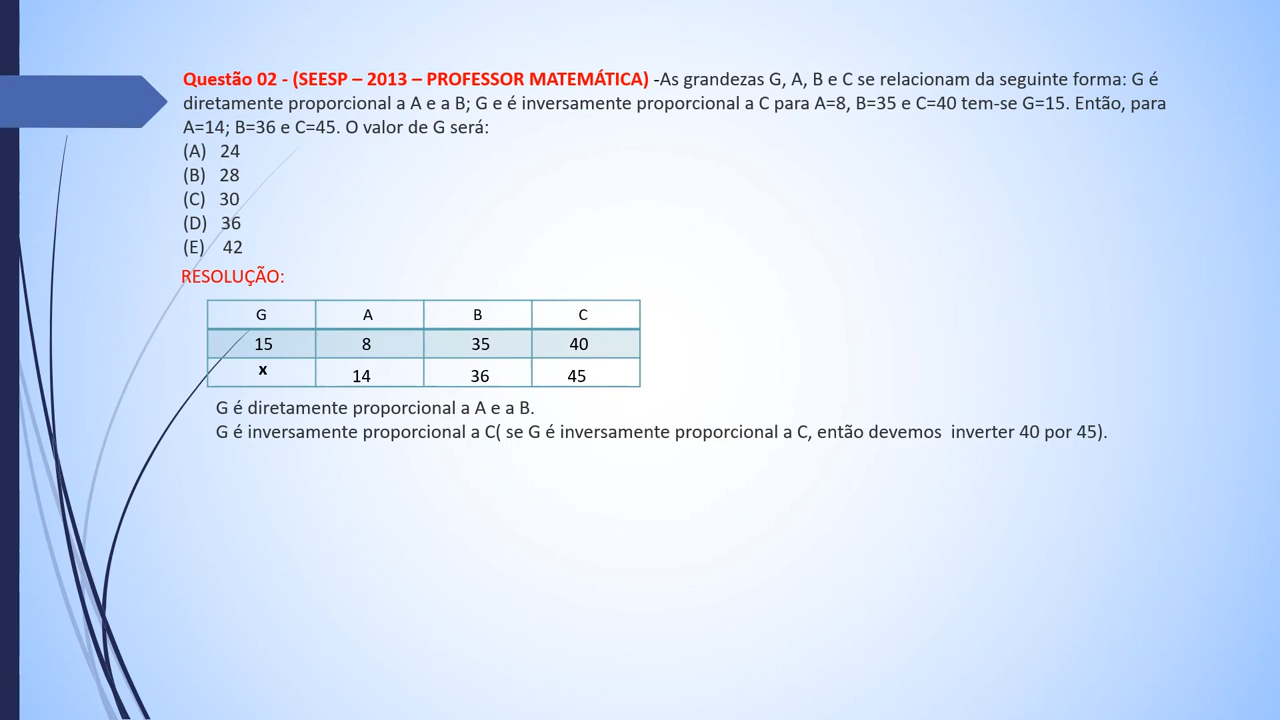 Questão 02 - (SEESP – 2013 – PROFESSOR MATEMÁTICA) -As grandezas G, A, B e C se relacionam da seguinte forma: G é
diretamente proporcional a A e a B; G e é inversamente proporcional a C para A=8, B=35 e C=40 tem-se G=15. Então, para
A=14; B=36 e C=45. O valor de G será:
(A) 24
(B) 28
(C) 30
(D) 36
(E) 42
RESOLUÇÃO:
G A B C
15 8 35 40
x 14 36 45
G é diretamente proporcional a A e a B.
G é inversamente proporcional a C( se G é inversamente proporcional a C, então devemos inverter 40 por 45).